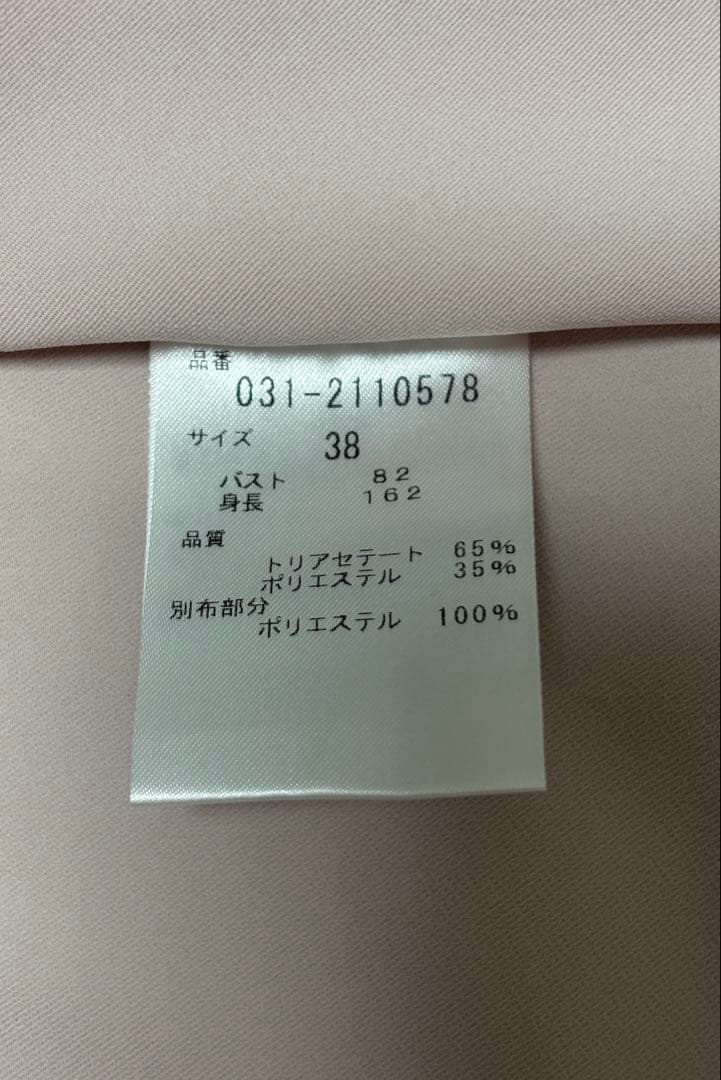 品番
031-2110578
サイズ 38
バスト 82
身長 162
品質
トリアセテート 65%
ポリエステル 35%
別布部分
ポリエステル 100%